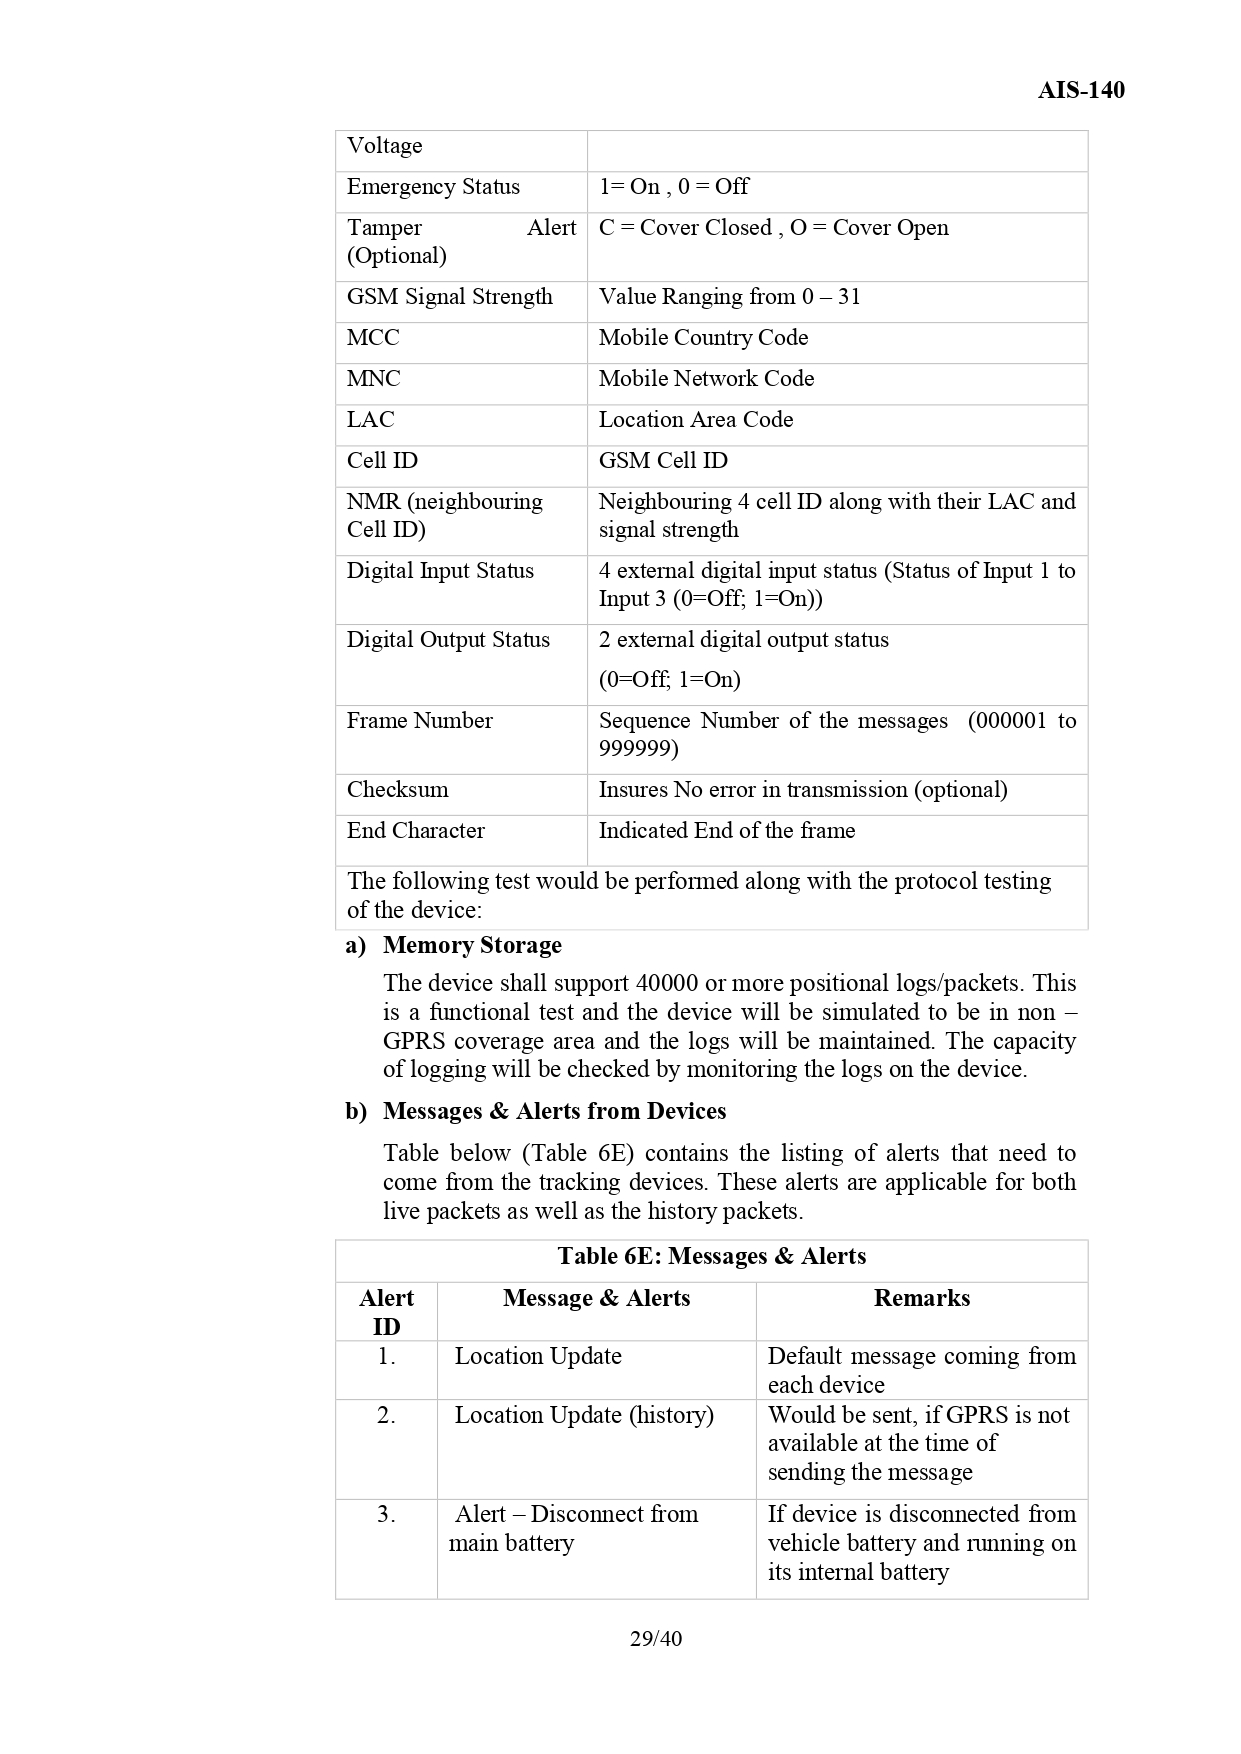 AIS-140
Voltage
Emergency Status 1= On , 0 = Off
Tamper Alert C = Cover Closed , O = Cover Open
(Optional)
GSM Signal Strength Value Ranging from 0 – 31
MCC Mobile Country Code
MNC Mobile Network Code
LAC Location Area Code
Cell ID GSM Cell ID
NMR (neighbouring Neighbouring 4 cell ID along with their LAC and
Cell ID) signal strength
Digital Input Status 4 external digital input status (Status of Input 1 to
Input 3 (0=Off; 1=On))
Digital Output Status 2 external digital output status
(0=Off; 1=On)
Frame Number Sequence Number of the messages (000001 to
999999)
Checksum Insures No error in transmission (optional)
End Character Indicated End of the frame
The following test would be performed along with the protocol testing
of the device:
a) Memory Storage
The device shall support 40000 or more positional logs/packets. This
is a functional test and the device will be simulated to be in non –
GPRS coverage area and the logs will be maintained. The capacity
of logging will be checked by monitoring the logs on the device.
b) Messages & Alerts from Devices
Table below (Table 6E) contains the listing of alerts that need to
come from the tracking devices. These alerts are applicable for both
live packets as well as the history packets.
Table 6E: Messages & Alerts
Alert Message & Alerts Remarks
ID
1. Location Update Default message coming from
each device
2. Location Update (history) Would be sent, if GPRS is not
available at the time of
sending the message
3. Alert – Disconnect from If device is disconnected from
main battery vehicle battery and running on
its internal battery
29/40